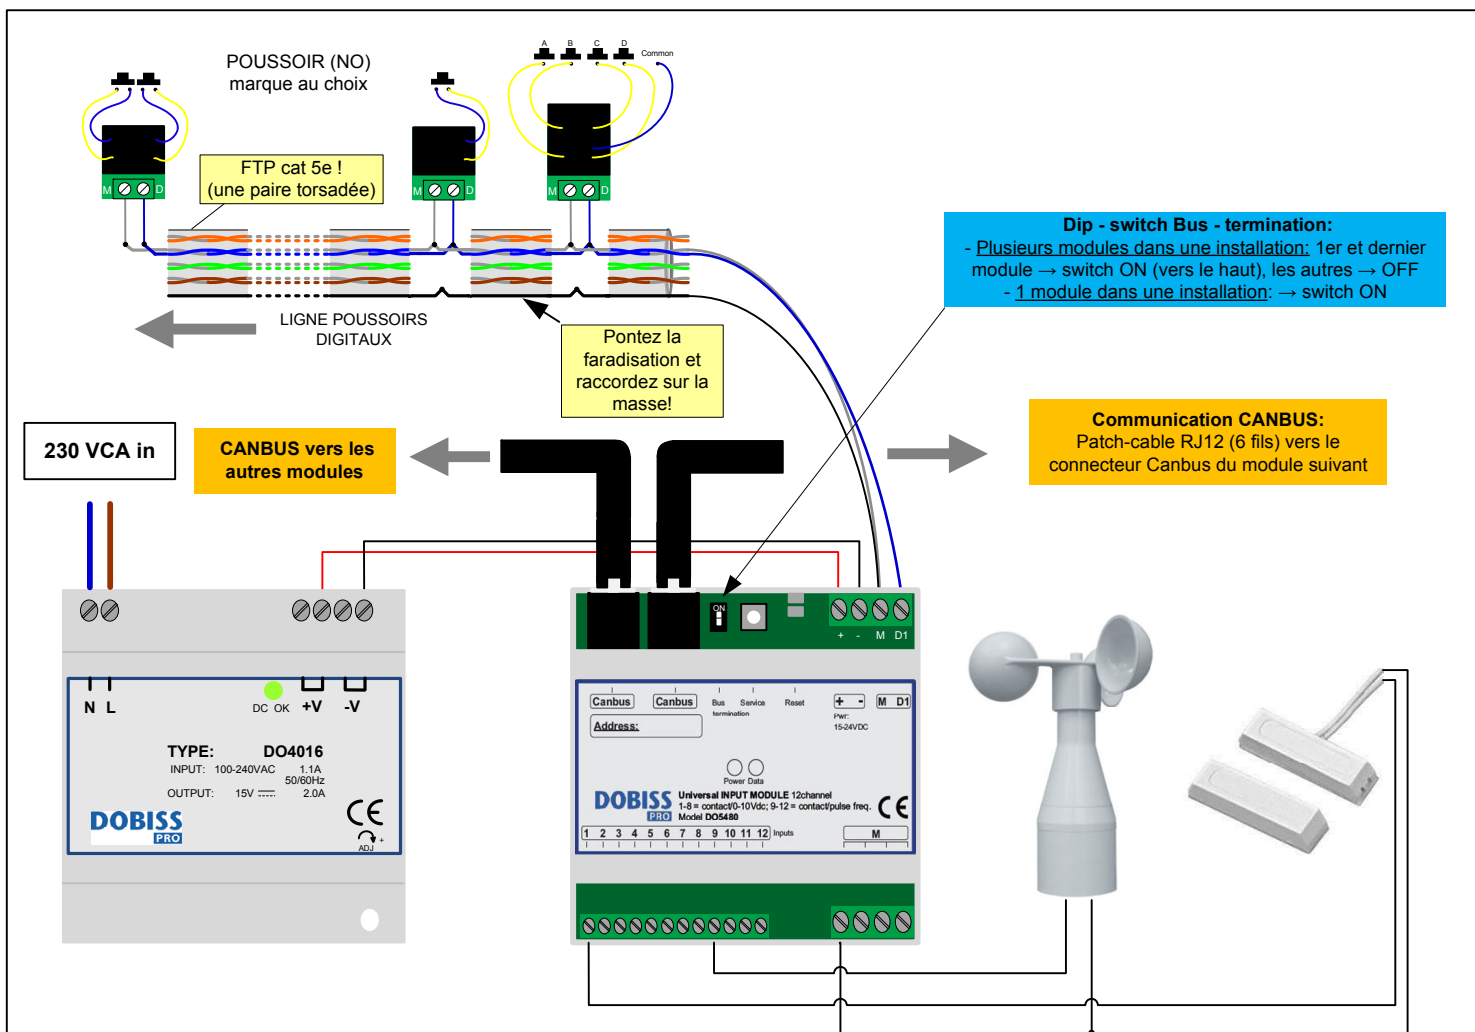 A B C D Common
POUSSOIR (NO)
marque au choix
M D
M D
M D
FTP cat 5e !
(une paire torsadée)
Dip - switch Bus - termination:
- Plusieurs modules dans une installation: 1er et dernier
module → switch ON (vers le haut), les autres → OFF
- 1 module dans une installation: → switch ON
LIGNE POUSSOIRS
DIGITAUX
Pontez la
faradisation et
raccordez sur la
masse!
230 VCA in
CANBUS vers les
autres modules
Communication CANBUS:
Patch-cable RJ12 (6 fils) vers le
connecteur Canbus du module suivant
ON
+ - M D1
N L
DC OK +V -V
TYPE: DO4016
INPUT: 100-240VAC 1.1A
50/60Hz
OUTPUT: 15V 2.0A
DOBISS
PRO
CE
ADJ +
Canbus Canbus Bus termination Service Reset + - M D1
Pwr:
15-24VDC
Address:
Power Data
DOBISS
PRO
Universal INPUT MODULE 12channel
1-8 = contact/0-10Vdc; 9-12 = contact/pulse freq.
Model DO5480
CE
1 2 3 4 5 6 7 8 9 10 11 12 Inputs M